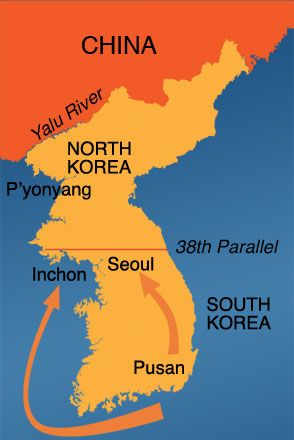 CHINA
Yalu River
NORTH
KOREA
P'yonyang
38th Parallel
Seoul
Inchon
SOUTH
KOREA
Pusan